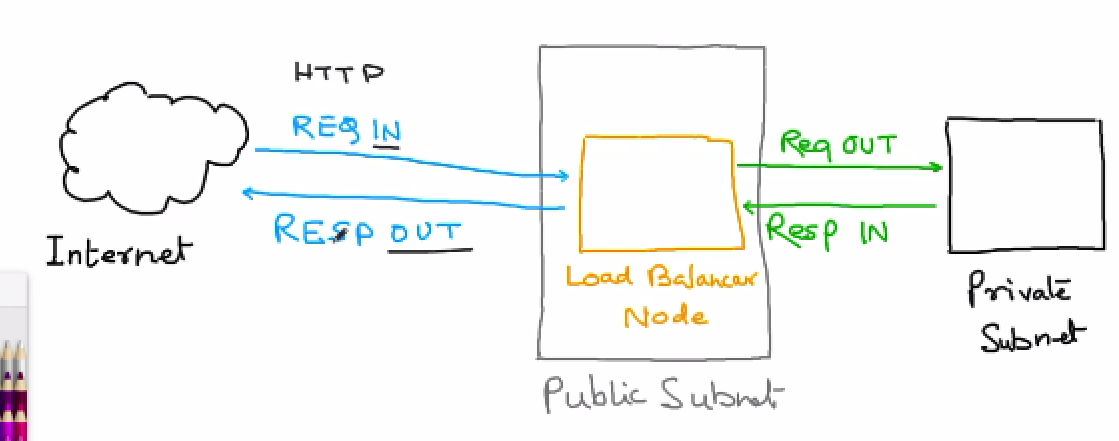 HTTP
REQ IN
RESP OUT
Internet
Load Balancer
Node
Public Subnet
Req OUT
Resp IN
Private
Subnet